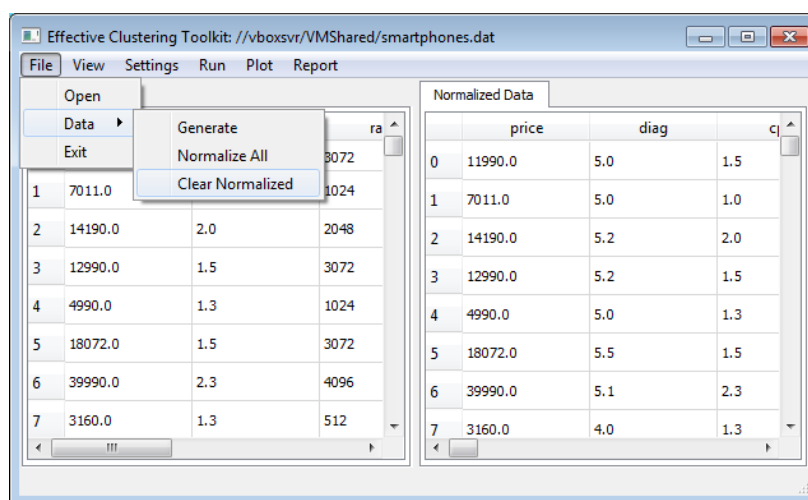 Effective Clustering Toolkit: //vboxsvr/VMShared/smartphones.dat
File View Settings Run Plot Report
Open
Data
Exit
Generate
Normalize All
Clear Normalized
ra
3072
1 7011.0 1024
2 14190.0 2.0 2048
3 12990.0 1.5 3072
4 4990.0 1.3 1024
5 18072.0 1.5 3072
6 39990.0 2.3 4096
7 3160.0 1.3 512
Normalized Data
price diag
0 11990.0 5.0 1.5
1 7011.0 5.0 1.0
2 14190.0 5.2 2.0
3 12990.0 5.2 1.5
4 4990.0 5.0 1.3
5 18072.0 5.5 1.5
6 39990.0 5.1 2.3
7 3160.0 4.0 1.3